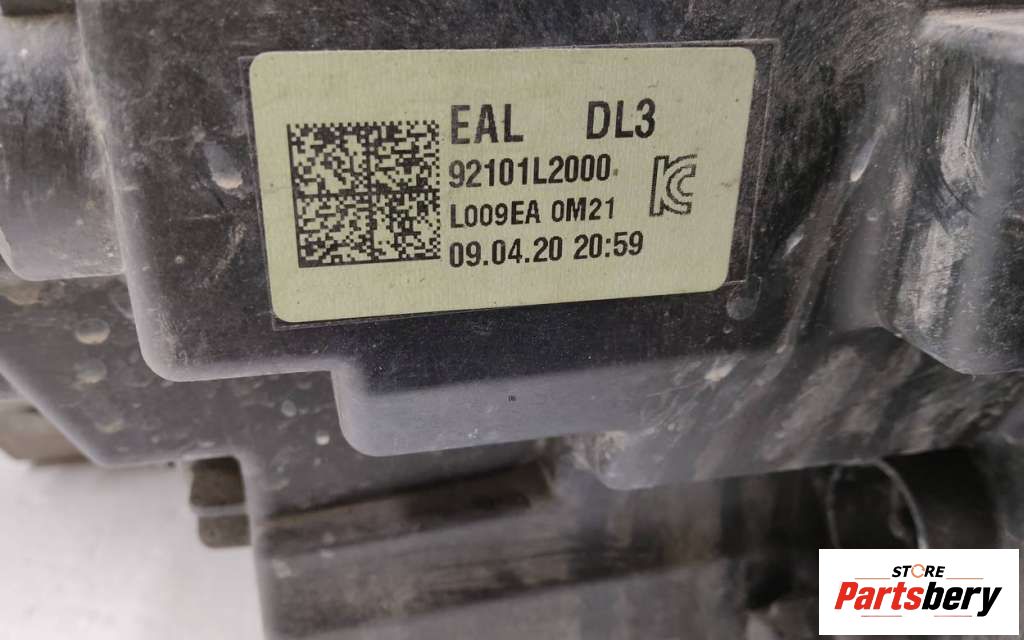 EAL DL3
92101L2000
L009EA 0M21
09.04.20 20:59
STORE
Partsbery